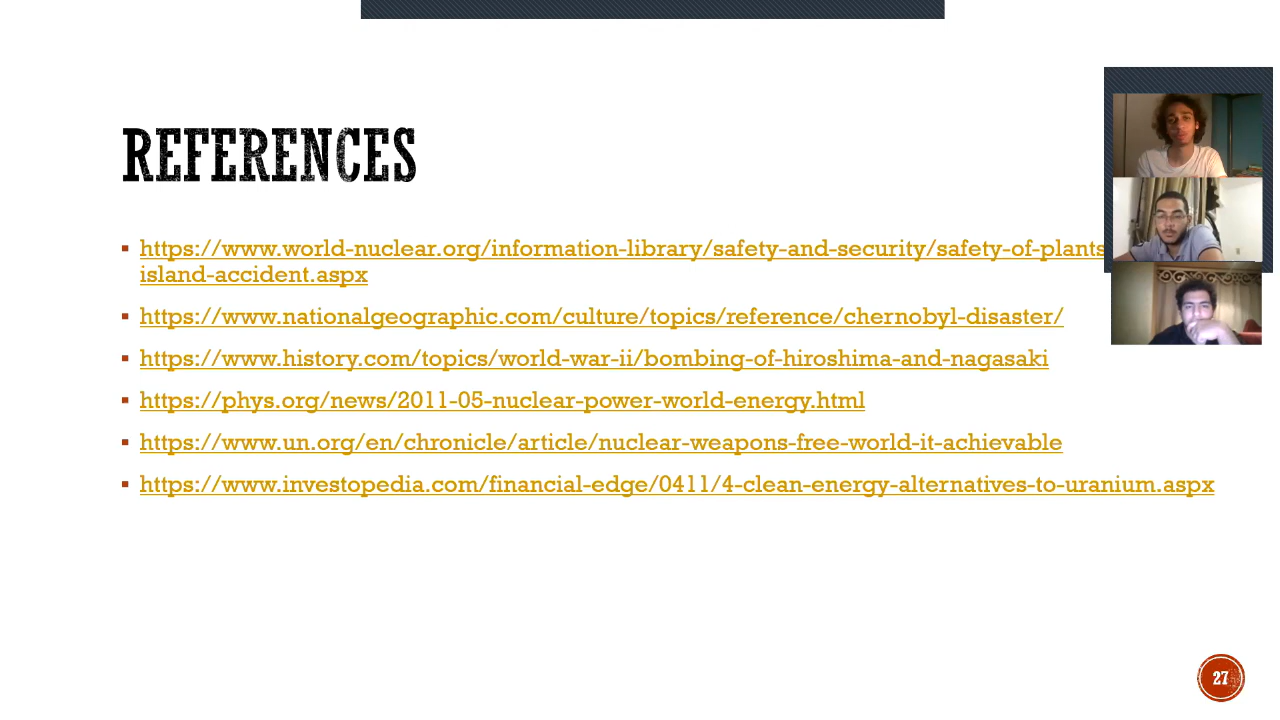 REFERENCES
https://www.world-nuclear.org/information-library/safety-and-security/safety-of-plants
island-accident.aspx
https://www.nationalgeographic.com/culture/topics/reference/chernobyl-disaster/
https://www.history.com/topics/world-war-ii/bombing-of-hiroshima-and-nagasaki
https://phys.org/news/2011-05-nuclear-power-world-energy.html
https://www.un.org/en/chronicle/article/nuclear-weapons-free-world-it-achievable
https://www.investopedia.com/financial-edge/0411/4-clean-energy-alternatives-to-uranium.aspx
27